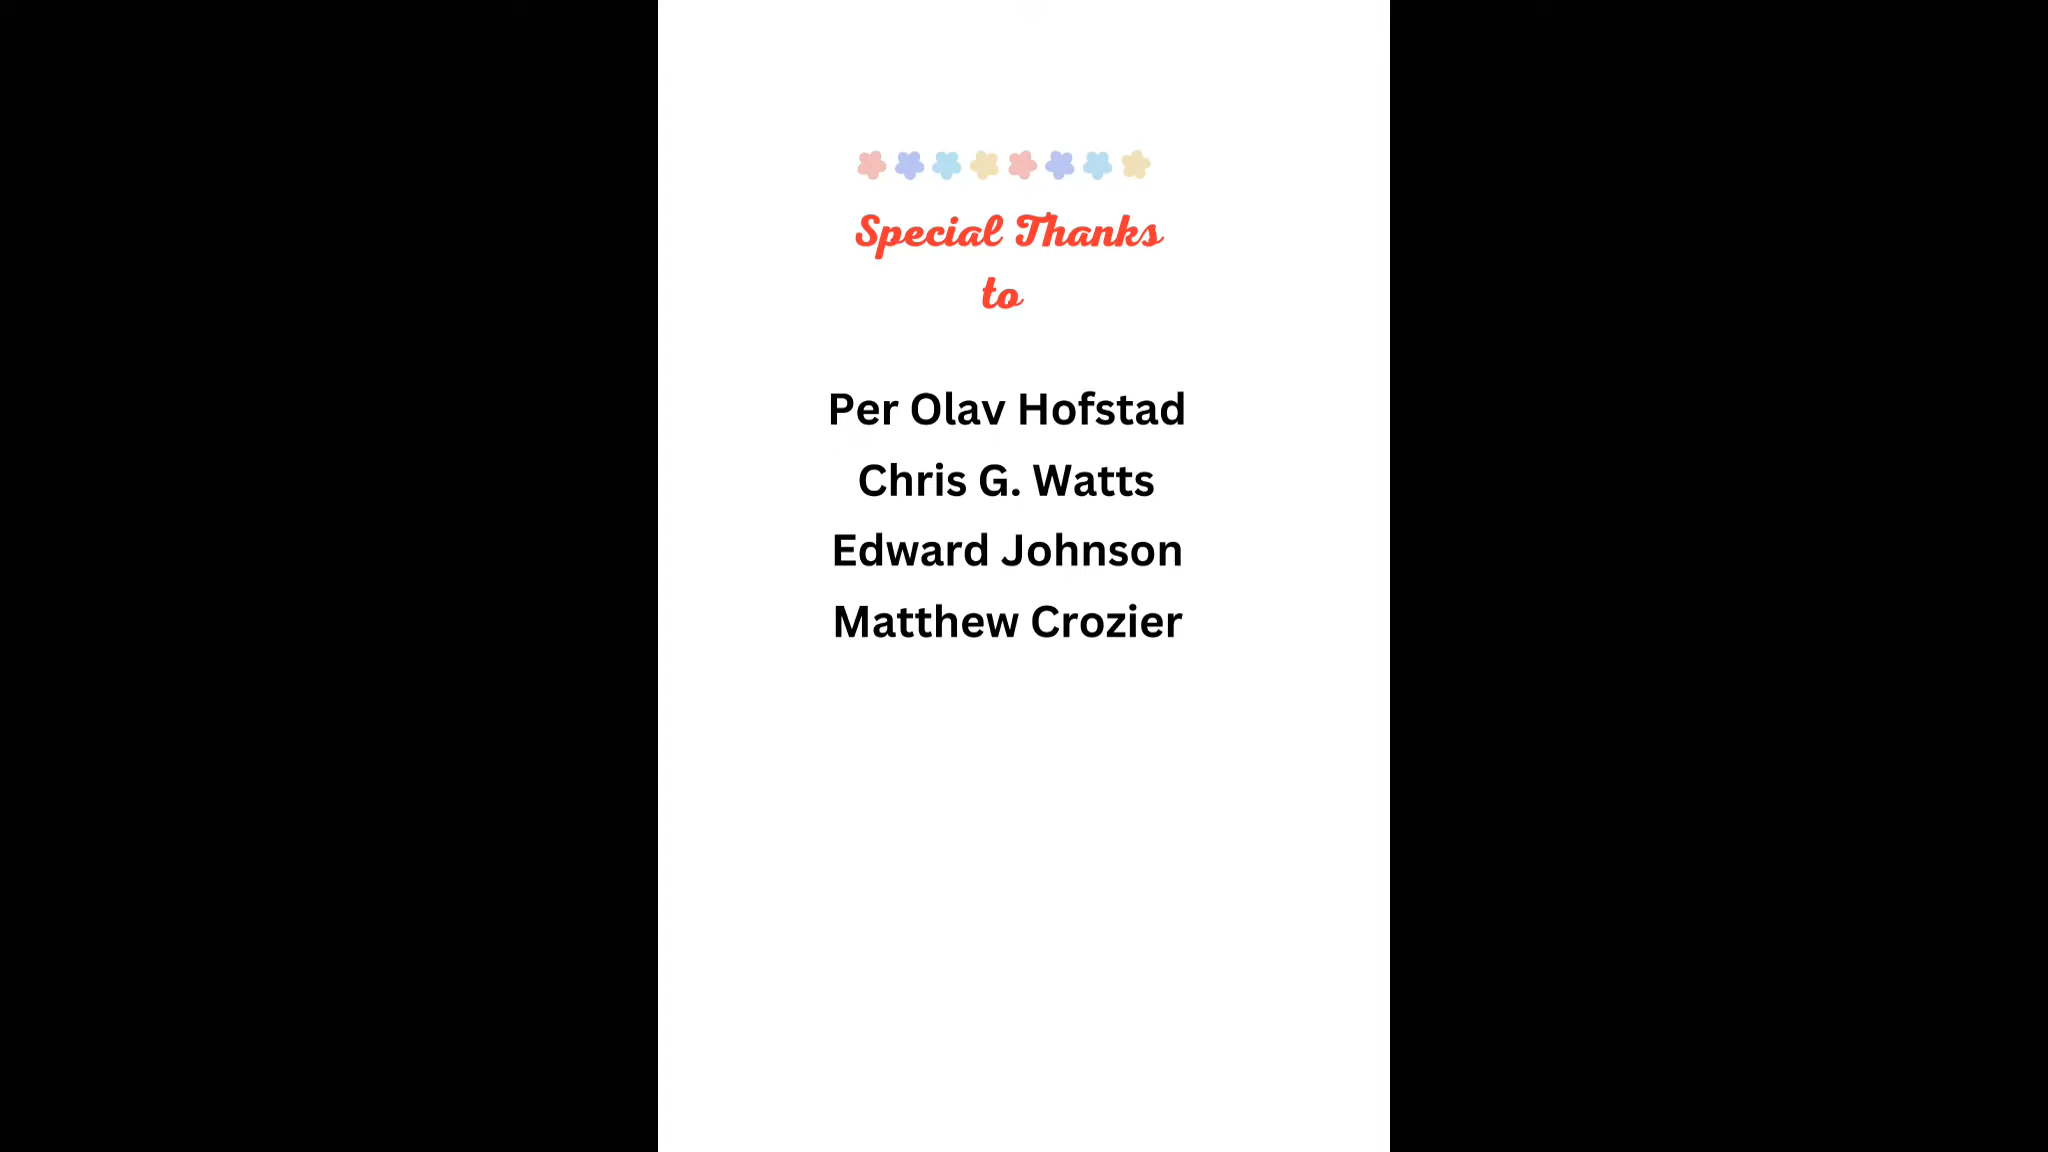 Special Thanks
to
Per Olav Hofstad
Chris G. Watts
Edward Johnson
Matthew Crozier